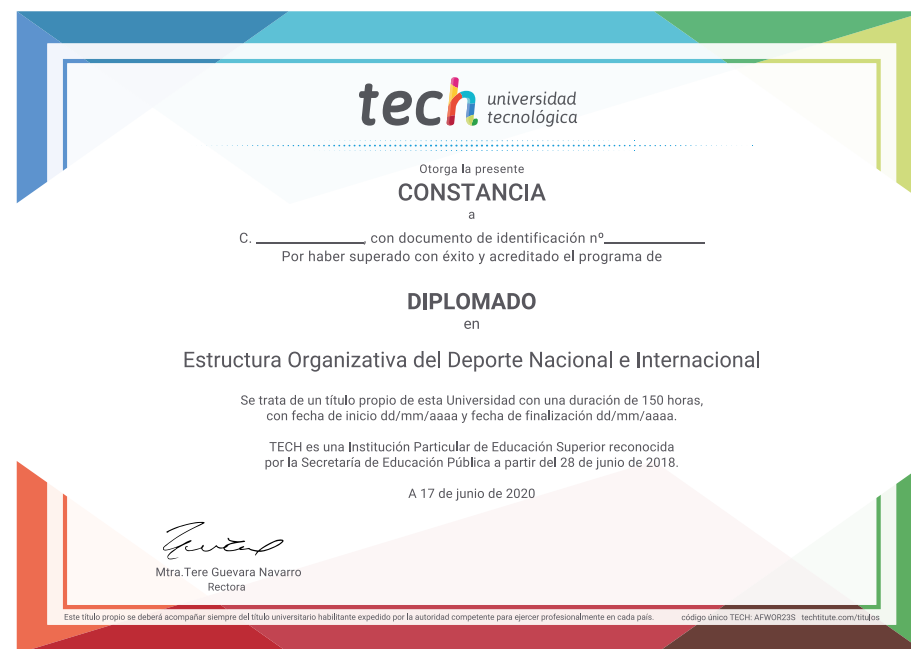 tech universidad
tecnológica
Otorga la presente
CONSTANCIA
a
C. ____________, con documento de identificación nº___________
Por haber superado con éxito y acreditado el programa de
DIPLOMADO
en
Estructura Organizativa del Deporte Nacional e Internacional
Se trata de un título propio de esta Universidad con una duración de 150 horas,
con fecha de inicio dd/mm/aaaa y fecha de finalización dd/mm/aaaa.
TECH es una Institución Particular de Educación Superior reconocida
por la Secretaría de Educación Pública a partir del 28 de junio de 2018.
A 17 de junio de 2020
Mtra.Tere Guevara Navarro
Rectora
Este título propio se deberá acompañar siempre del título universitario habilitante expedido por la autoridad competente para ejercer profesionalmente en cada país. código único TECH: AFWOR23S techtitute.com/titulos